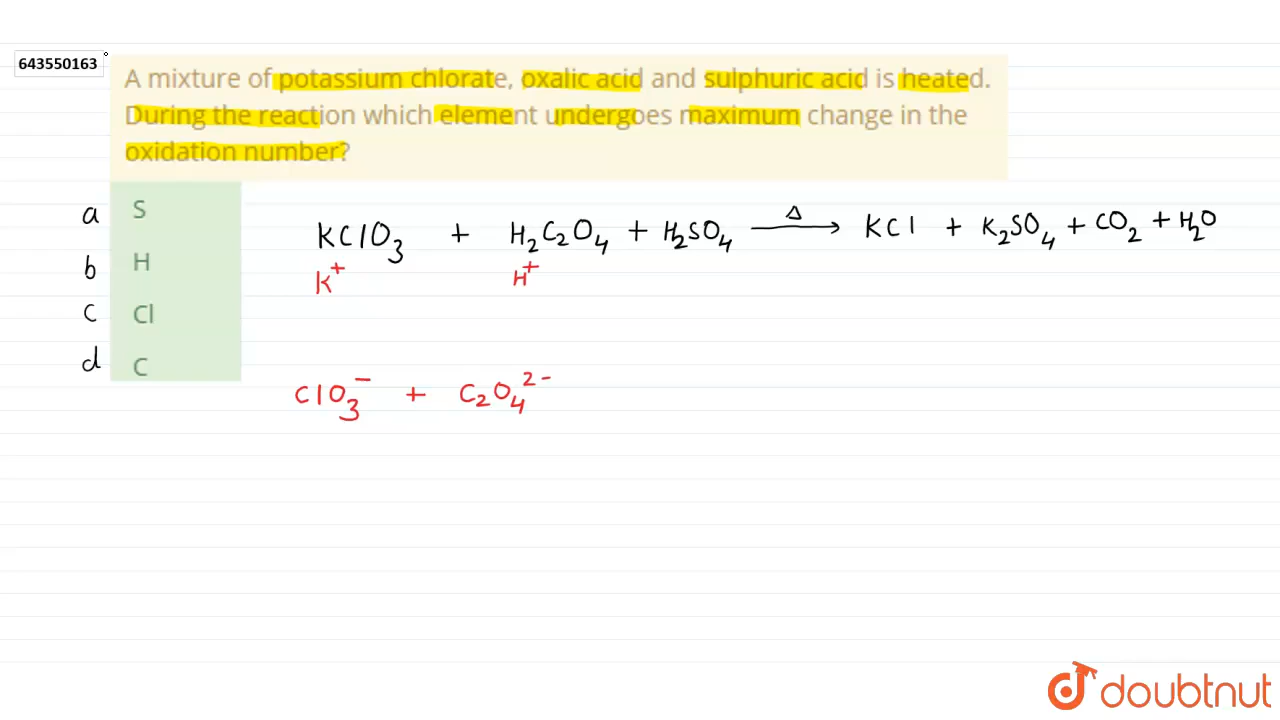 643550163
A mixture of potassium chlorate, oxalic acid and sulphuric acid is heated.
During the reaction which element undergoes maximum change in the
oxidation number?
a S
b H
c Cl
d C
KClO3 + H2C2O4 + H2SO4 →Δ KCl + K2SO4 + CO2 + H2O
K+ H+
ClO3− + C2O4 2−
doubtnut